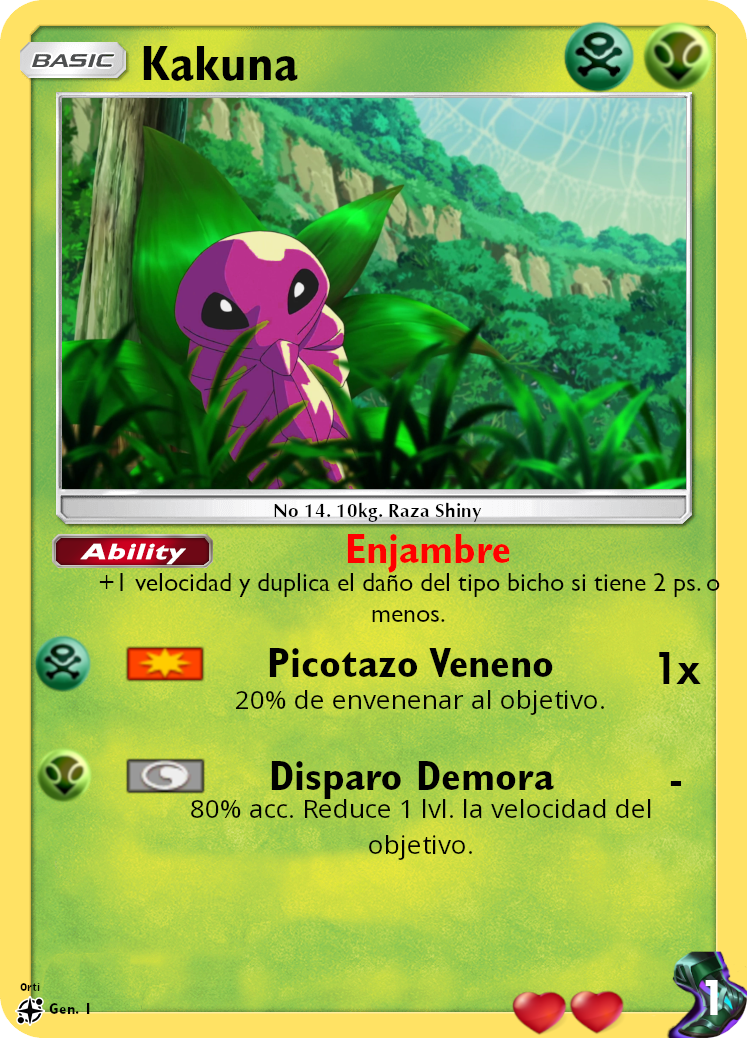 BASIC Kakuna
No 14. 10kg. Raza Shiny
Ability Enjambre
+1 velocidad y duplica el daño del tipo bicho si tiene 2 ps. o
menos.
Picotazo Veneno 1x
20% de envenenar al objetivo.
Disparo Demora -
80% acc. Reduce 1 lvl. la velocidad del
objetivo.
Orti
Gen. 1
1